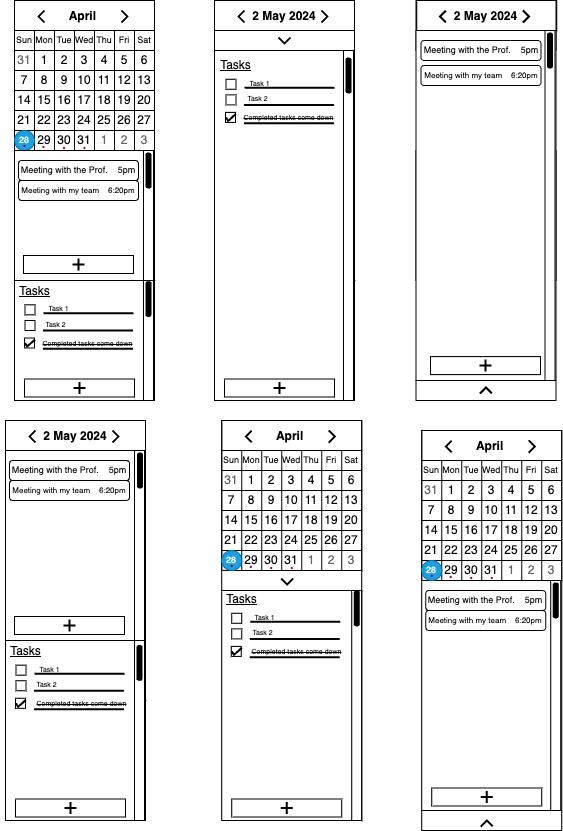 April
Sun Mon Tue Wed Thu Fri Sat
31 1 2 3 4 5 6
7 8 9 10 11 12 13
14 15 16 17 18 19 20
21 22 23 24 25 26 27
28 29 30 31 1 2 3
Meeting with the Prof. 5pm
Meeting with my team 6:20pm
+
Tasks
Task 1
Task 2
Completed tasks come down
+
2 May 2024
Tasks
Task 1
Task 2
Completed tasks come down
+
2 May 2024
Meeting with the Prof. 5pm
Meeting with my team 6:20pm
+
2 May 2024
Meeting with the Prof. 5pm
Meeting with my team 6:20pm
+
Tasks
Task 1
Task 2
Completed tasks come down
+
April
Sun Mon Tue Wed Thu Fri Sat
31 1 2 3 4 5 6
7 8 9 10 11 12 13
14 15 16 17 18 19 20
21 22 23 24 25 26 27
28 29 30 31 1 2 3
Tasks
Task 1
Task 2
Completed tasks come down
+
April
Sun Mon Tue Wed Thu Fri Sat
31 1 2 3 4 5 6
7 8 9 10 11 12 13
14 15 16 17 18 19 20
21 22 23 24 25 26 27
28 29 30 31 1 2 3
Meeting with the Prof. 5pm
Meeting with my team 6:20pm
+